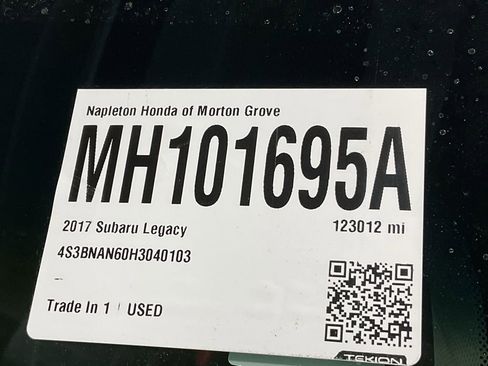 Napleton Honda of Morton Grove
MH101695A
2017 Subaru Legacy 123012 mi
4S3BNAN60H3040103
Trade In 1 USED
TEKION